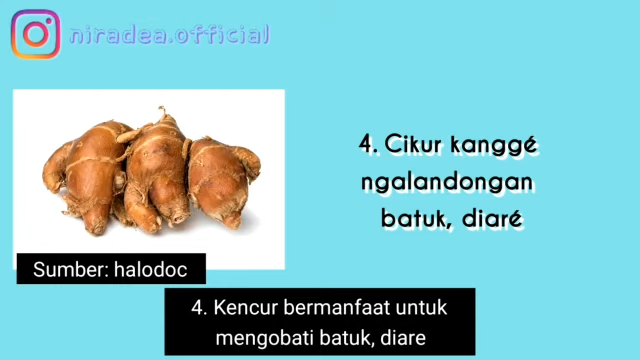 niradea.official
4. Cikur kanggé
ngalandongan
batuk, diaré
Sumber: halodoc
4. Kencur bermanfaat untuk
mengobati batuk, diare